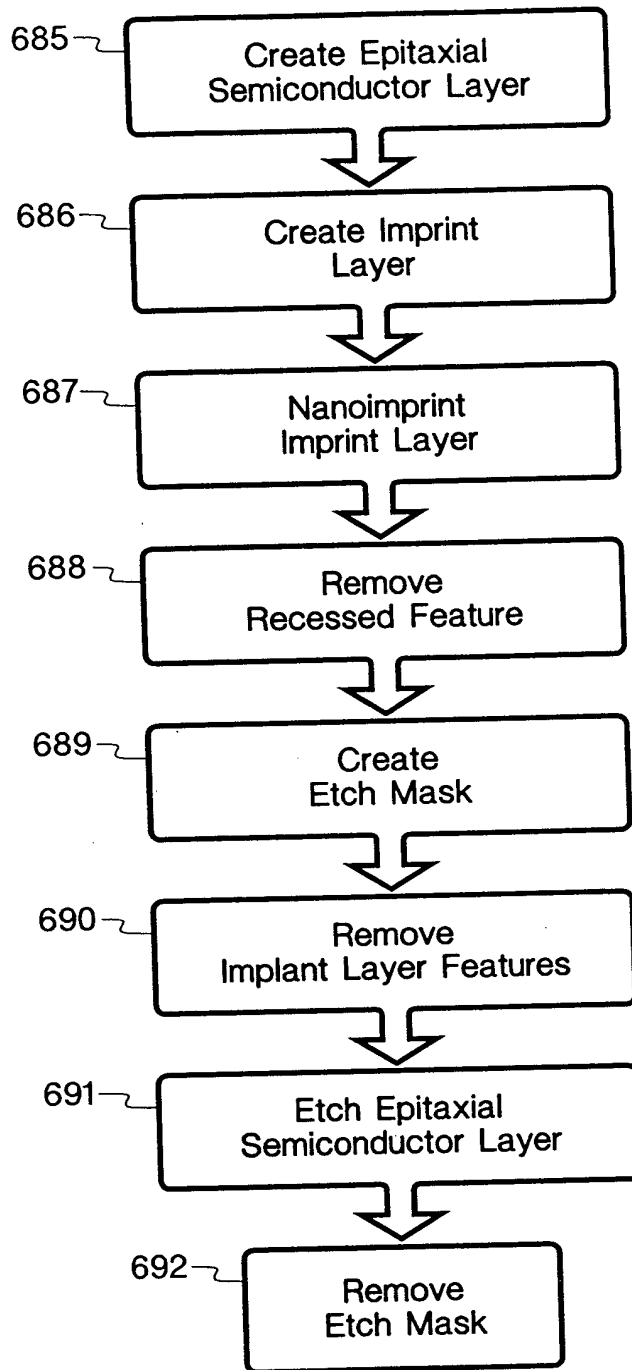 685
Create Epitaxial
Semiconductor Layer
686
Create Imprint
Layer
687
Nanoimprint
Imprint Layer
688
Remove
Recessed Feature
689
Create
Etch Mask
690
Remove
Implant Layer Features
691
Etch Epitaxial
Semiconductor Layer
692
Remove
Etch Mask